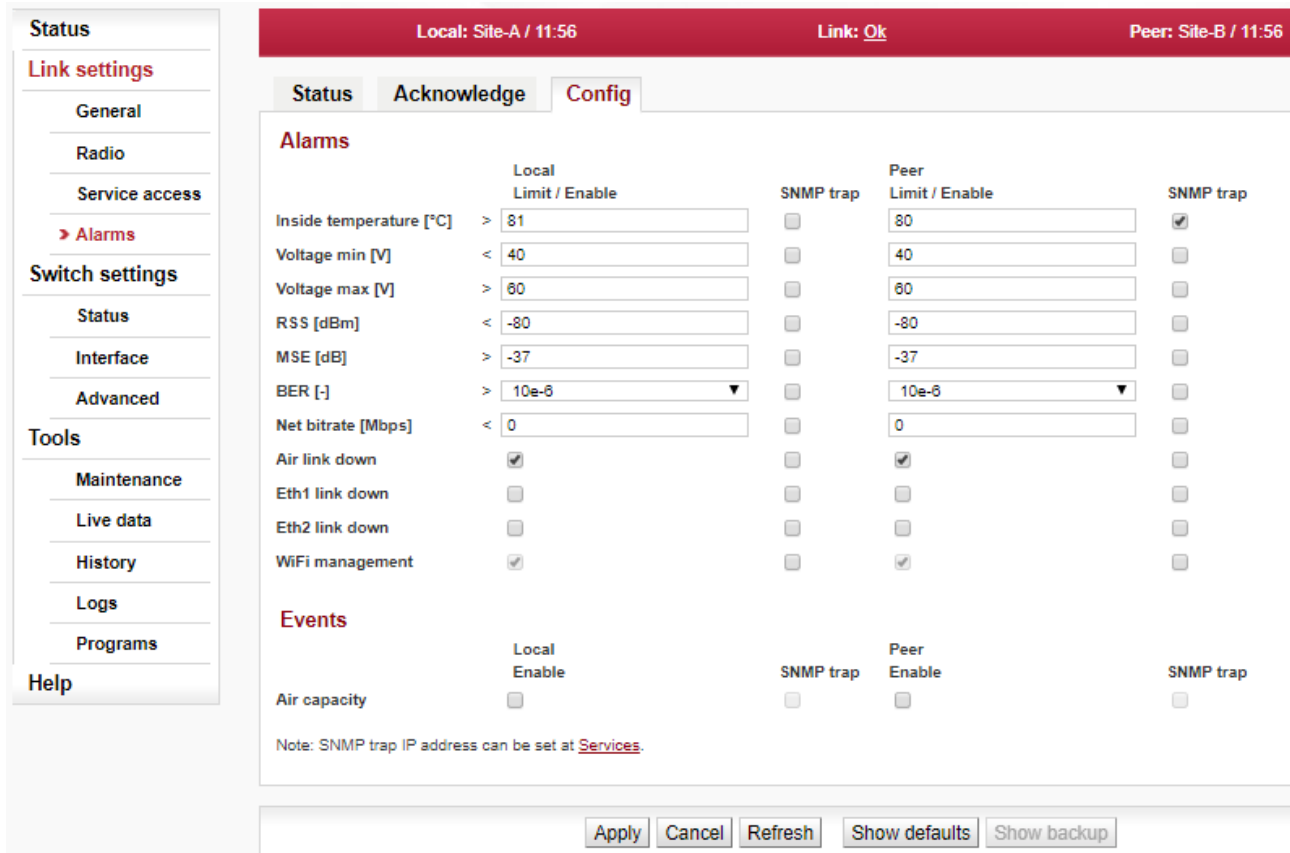 Status
Link settings
General
Radio
Service access
Alarms
Switch settings
Status
Interface
Advanced
Tools
Maintenance
Live data
History
Logs
Programs
Help
Local: Site-A / 11:56 Link: Ok Peer: Site-B / 11:56
Status Acknowledge Config
Alarms
Local Peer
Limit / Enable SNMP trap Limit / Enable SNMP trap
Inside temperature [°C] > 81 80
Voltage min [V] < 40 40
Voltage max [V] > 60 60
RSS [dBm] < -80 -80
MSE [dB] > -37 -37
BER [-] > 10e-6 10e-6
Net bitrate [Mbps] < 0 0
Air link down
Eth1 link down
Eth2 link down
WiFi management
Events
Local Peer
Enable SNMP trap Enable SNMP trap
Air capacity
Note: SNMP trap IP address can be set at Services.
Apply Cancel Refresh Show defaults Show backup